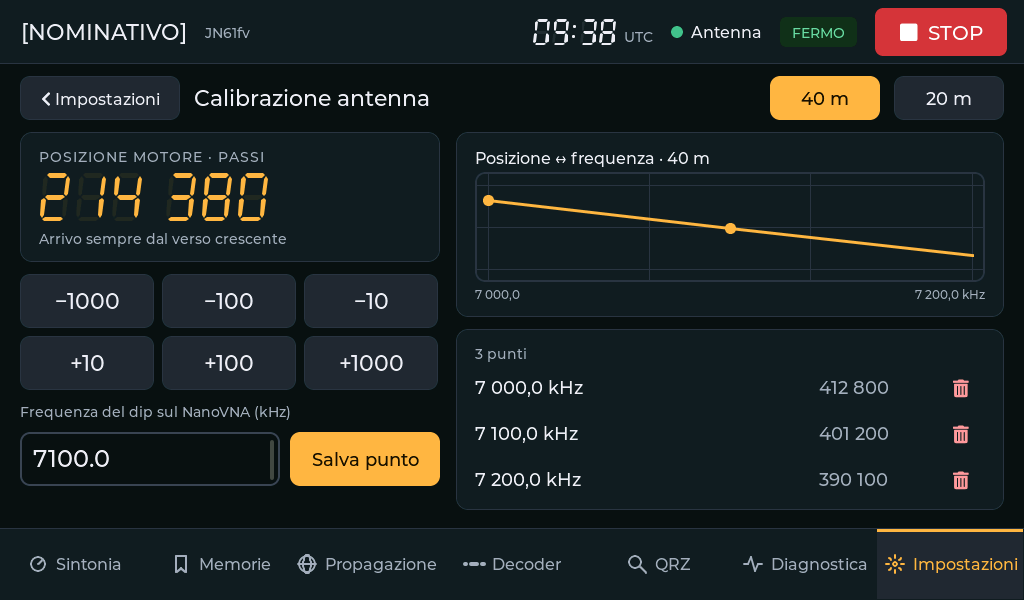 [NOMINATIVO] JN61fv 09:38 UTC Antenna FERMO STOP
Impostazioni Calibrazione antenna 40 m 20 m
POSIZIONE MOTORE · PASSI
214 380
Arrivo sempre dal verso crescente
−1000 −100 −10
+10 +100 +1000
Frequenza del dip sul NanoVNA (kHz)
7100.0 Salva punto
Posizione ↔ frequenza · 40 m
7 000,0 7 200,0 kHz
3 punti
7 000,0 kHz 412 800
7 100,0 kHz 401 200
7 200,0 kHz 390 100
Sintonia Memorie Propagazione Decoder QRZ Diagnostica Impostazioni